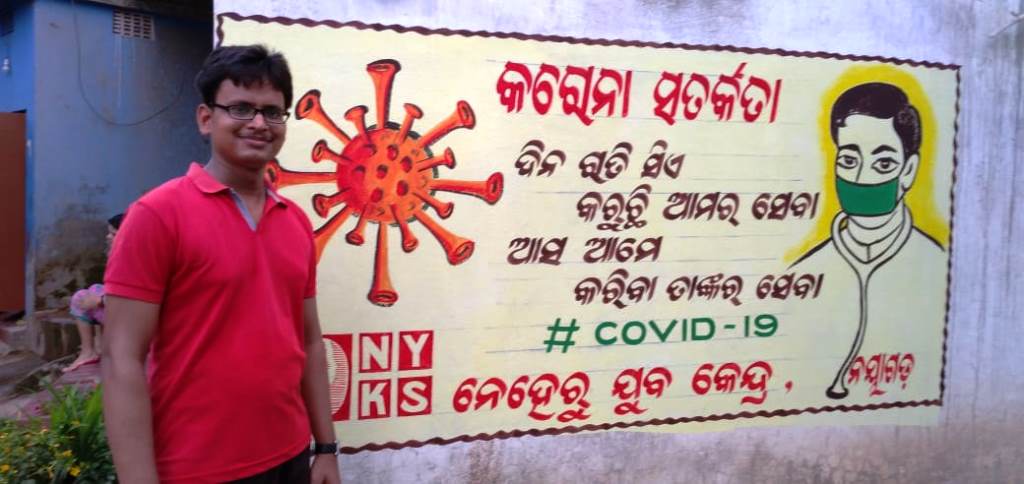 କରୋନା ସତର୍କତା
ଦିନ ରାତି ସିଏ
କରୁଛି ଆମର ସେବା
ଆସ ଆମେ
କରିବା ତାଙ୍କର ସେବା
# COVID-19
NY
KS
ନେହେରୁ ଯୁବ କେନ୍ଦ୍ର, ନୟାଗଡ଼